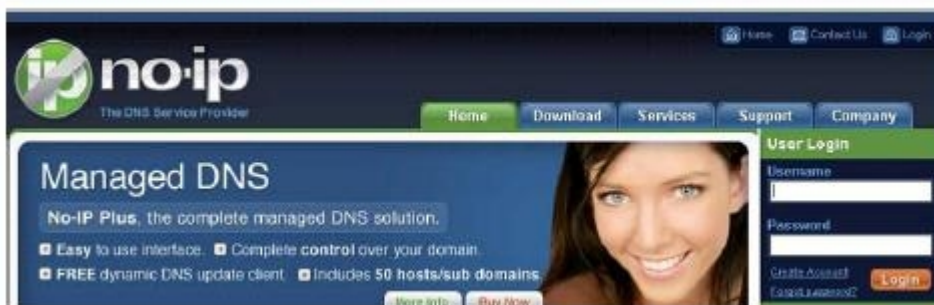 Home Contact Us Login
ip no·ip
The DNS Service Provider
Home Download Services Support Company
User Login
Managed DNS
Username
No-IP Plus, the complete managed DNS solution.
Password
Easy to use interface. Complete control over your domain.
FREE dynamic DNS update client Includes 50 hosts/sub domains.
Create Account
Forgot password?
Login
More Info Buy Now